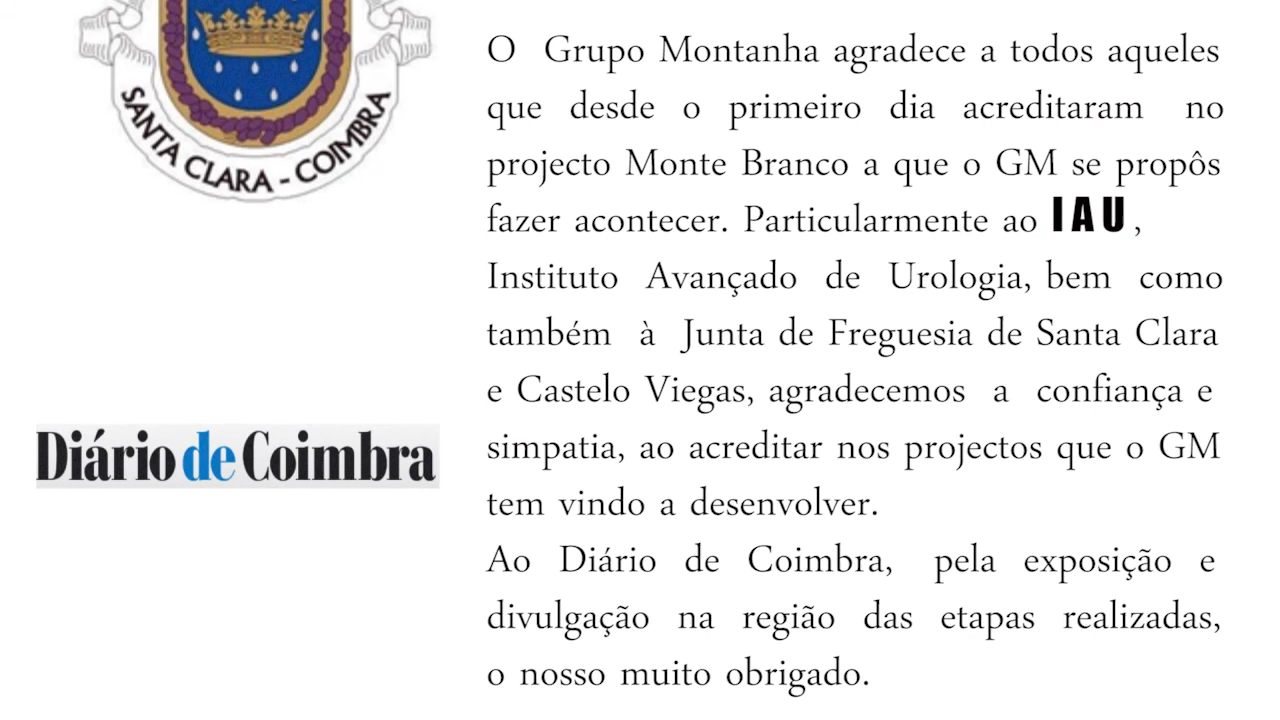 SANTA CLARA - COIMBRA
Diário de Coimbra
O Grupo Montanha agradece a todos aqueles
que desde o primeiro dia acreditaram no
projecto Monte Branco a que o GM se propôs
fazer acontecer. Particularmente ao IAU,
Instituto Avançado de Urologia, bem como
também à Junta de Freguesia de Santa Clara
e Castelo Viegas, agradecemos a confiança e
simpatia, ao acreditar nos projectos que o GM
tem vindo a desenvolver.
Ao Diário de Coimbra, pela exposição e
divulgação na região das etapas realizadas,
o nosso muito obrigado.